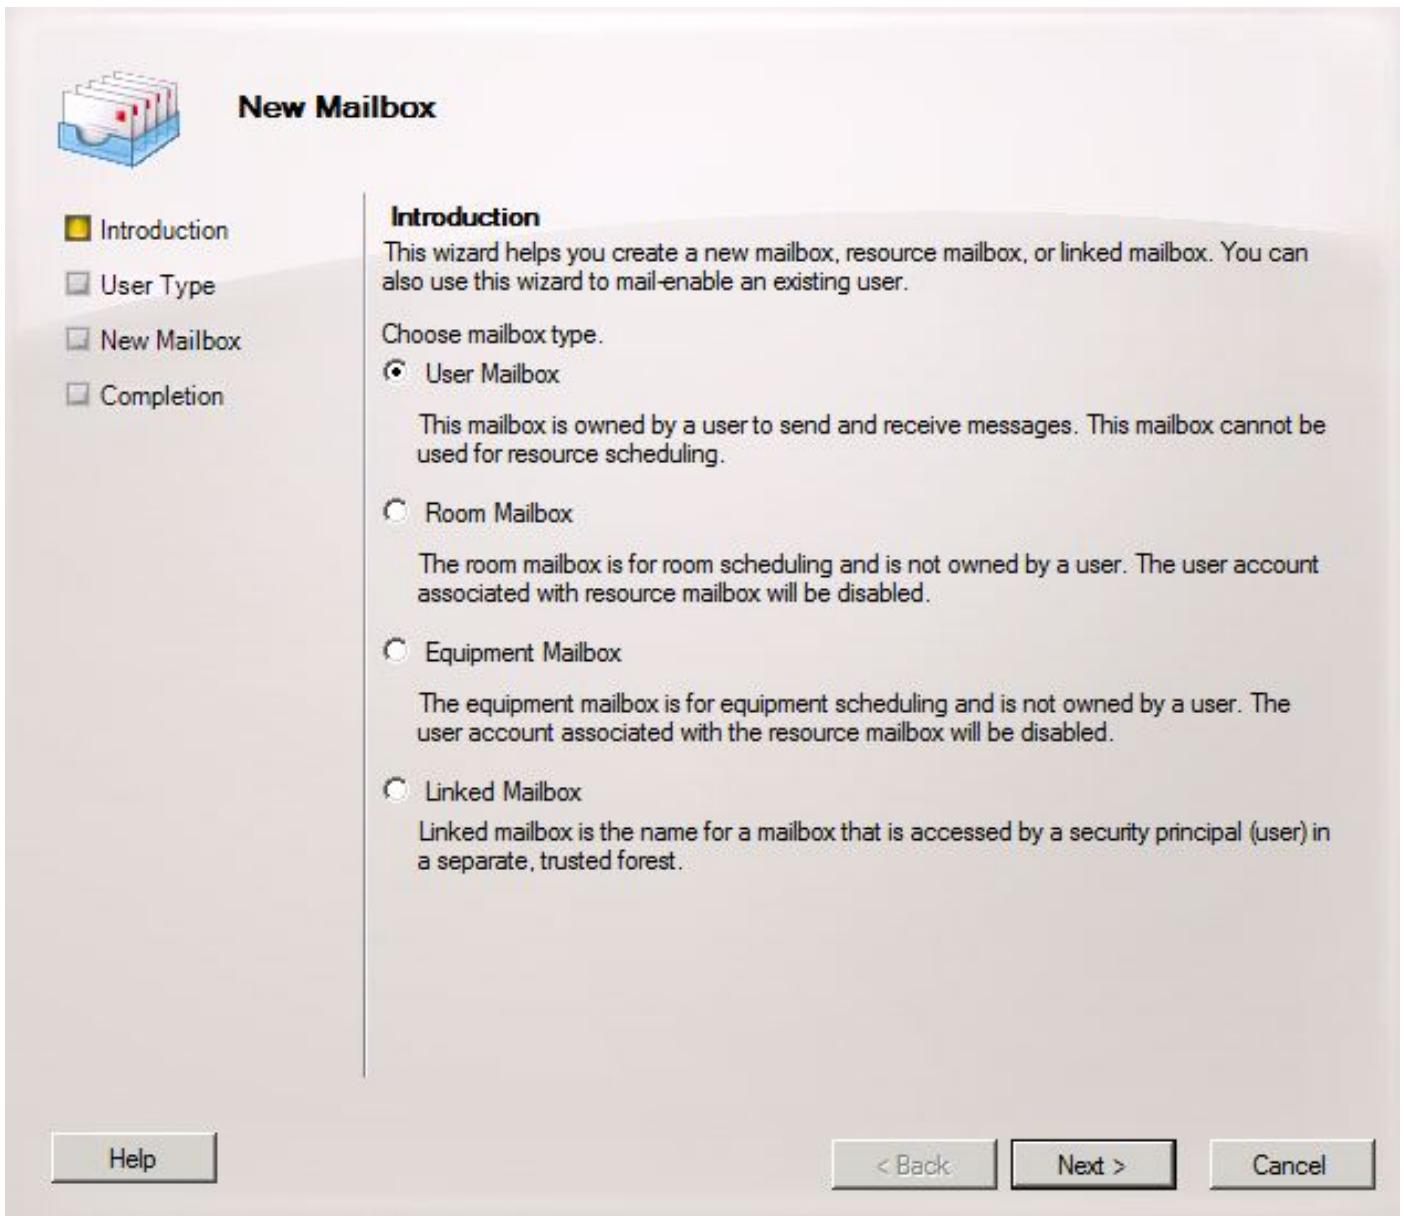 New Mailbox
Introduction
User Type
New Mailbox
Completion
Introduction
This wizard helps you create a new mailbox, resource mailbox, or linked mailbox. You can
also use this wizard to mail-enable an existing user.
Choose mailbox type.
User Mailbox
This mailbox is owned by a user to send and receive messages. This mailbox cannot be
used for resource scheduling.
Room Mailbox
The room mailbox is for room scheduling and is not owned by a user. The user account
associated with resource mailbox will be disabled.
Equipment Mailbox
The equipment mailbox is for equipment scheduling and is not owned by a user. The
user account associated with the resource mailbox will be disabled.
Linked Mailbox
Linked mailbox is the name for a mailbox that is accessed by a security principal (user) in
a separate, trusted forest.
Help
< Back
Next >
Cancel